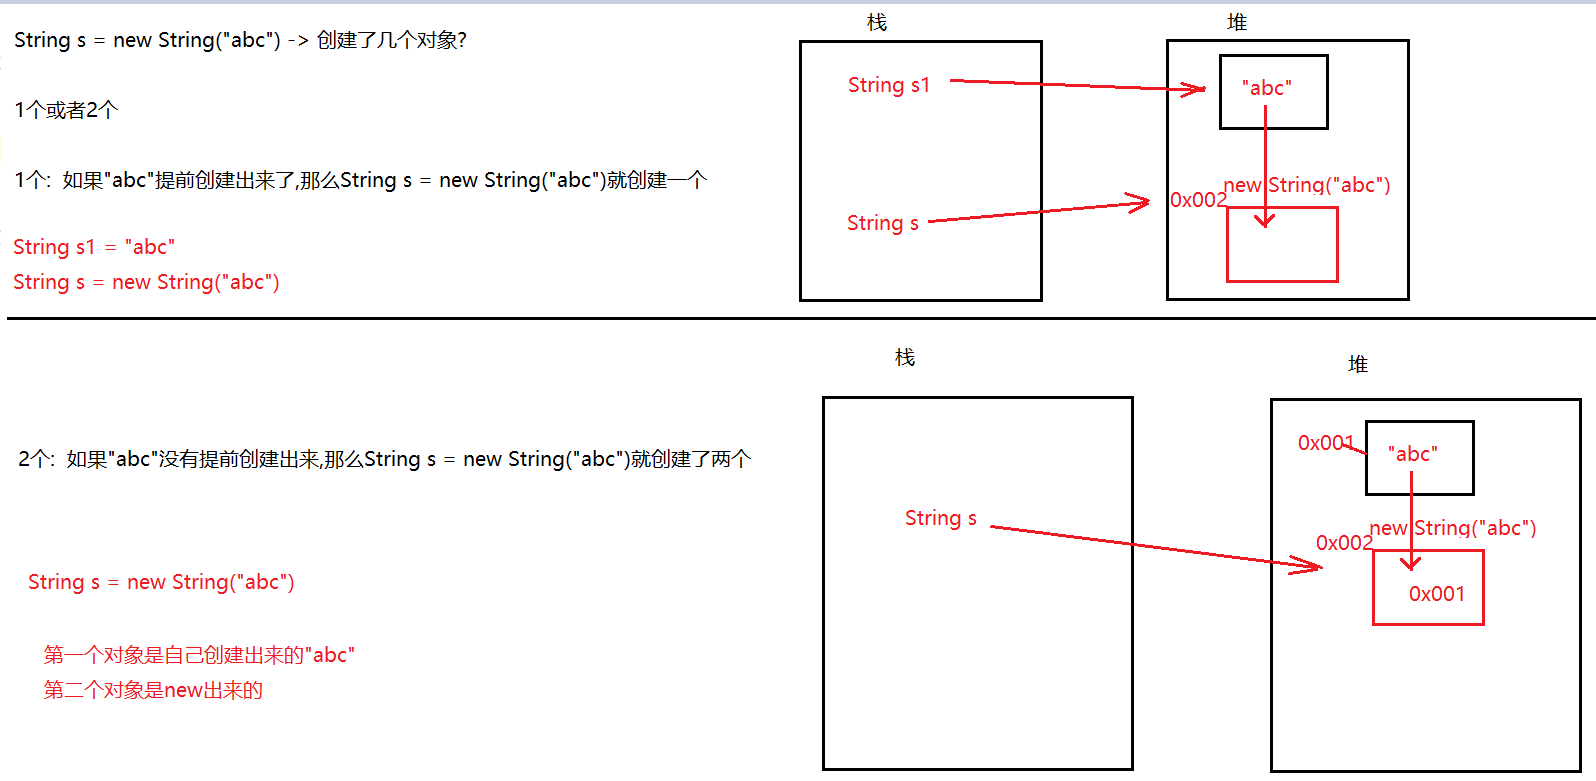 String s = new String("abc") -> 创建了几个对象?
1个或者2个
1个: 如果"abc"提前创建出来了,那么String s = new String("abc")就创建一个
String s1 = "abc"
String s = new String("abc")
栈
堆
String s1
"abc"
new String("abc")
0x002
String s
2个: 如果"abc"没有提前创建出来,那么String s = new String("abc")就创建了两个
String s = new String("abc")
第一个对象是自己创建出来的"abc"
第二个对象是new出来的
栈
堆
0x001
"abc"
String s
new String("abc")
0x002
0x001